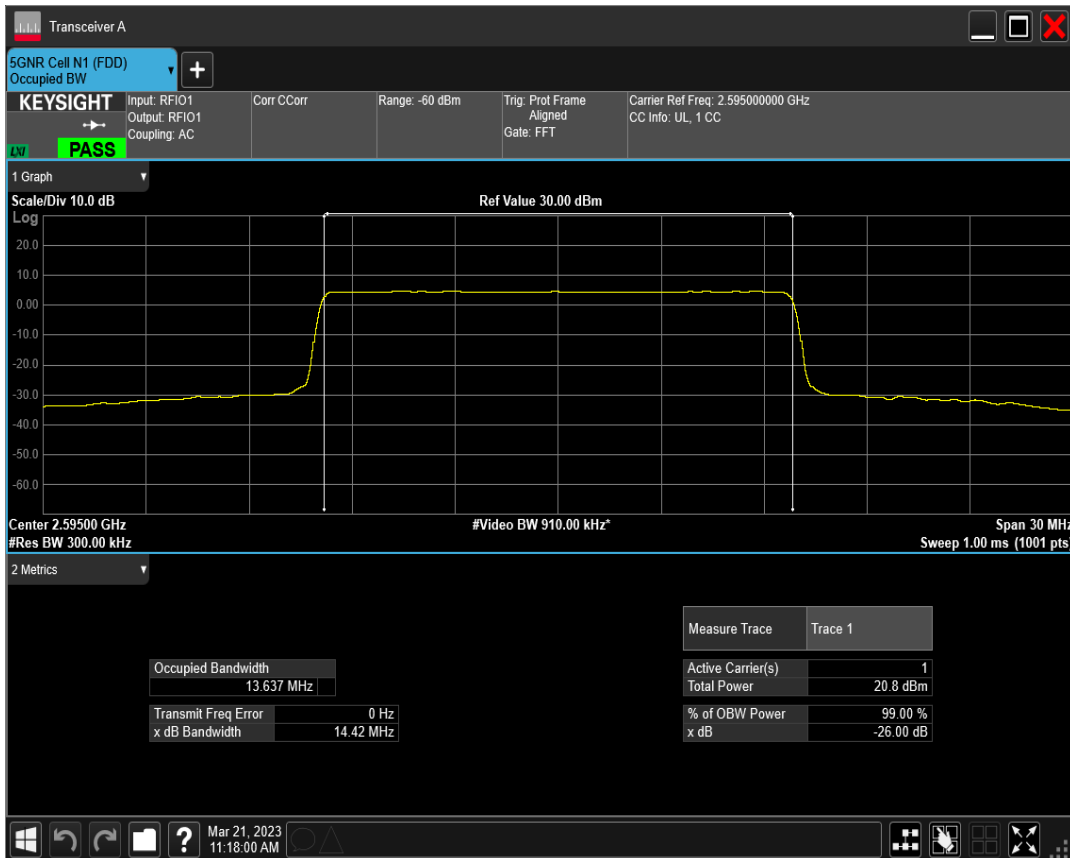 Transceiver A
5GNR Cell N1 (FDD)
Occupied BW
+
KEYSIGHT
LXI
PASS
Input: RFIO1
Output: RFIO1
Coupling: AC
Corr CCorr
Range: -60 dBm
Trig: Prot Frame
Aligned
Gate: FFT
Carrier Ref Freq: 2.595000000 GHz
CC Info: UL, 1 CC
1 Graph
Scale/Div 10.0 dB
Ref Value 30.00 dBm
Log
20.0
10.0
0.00
-10.0
-20.0
-30.0
-40.0
-50.0
-60.0
Center 2.59500 GHz
#Video BW 910.00 kHz*
Span 30 MHz
#Res BW 300.00 kHz
Sweep 1.00 ms (1001 pts)
2 Metrics
Measure Trace Trace 1
Occupied Bandwidth
13.637 MHz
Active Carrier(s) 1
Total Power 20.8 dBm
Transmit Freq Error 0 Hz
x dB Bandwidth 14.42 MHz
% of OBW Power 99.00 %
x dB -26.00 dB
?
Mar 21, 2023
11:18:00 AM